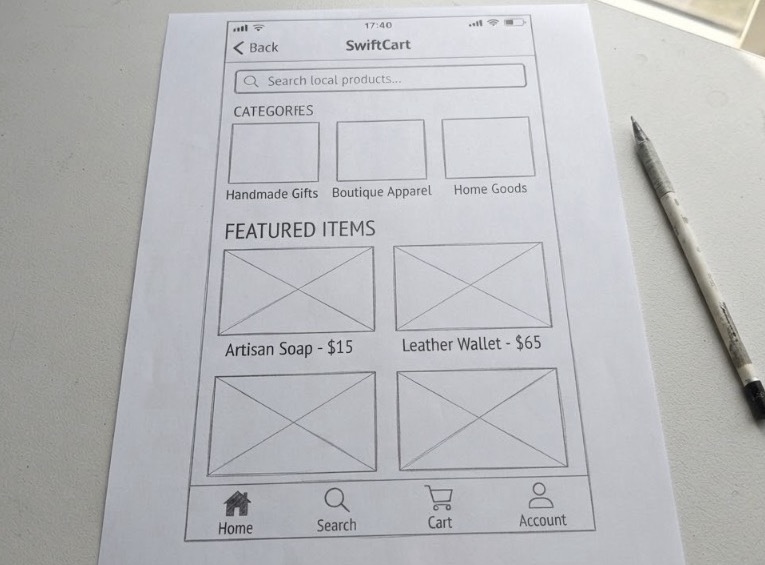 17:40
Back SwiftCart
Search local products...
CATEGORIES
Handmade Gifts Boutique Apparel Home Goods
FEATURED ITEMS
Artisan Soap - $15 Leather Wallet - $65
Home Search Cart Account